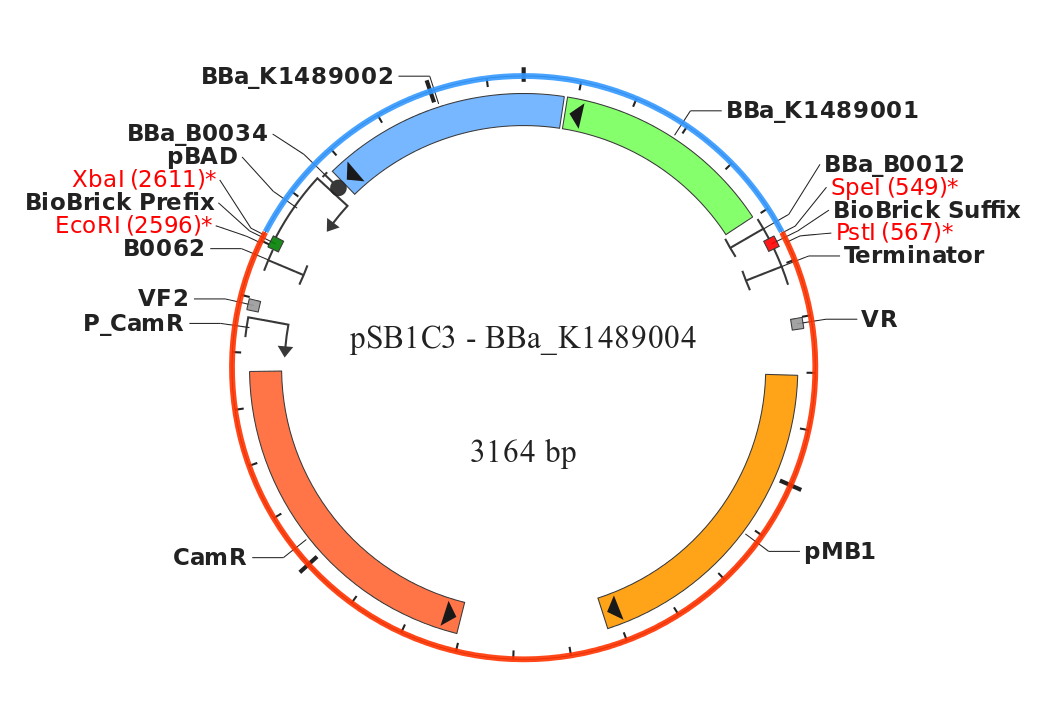 BBa_K1489002
BBa_K1489001
BBa_B0034
pBAD
XbaI (2611)*
BioBrick Prefix
EcoRI (2596)*
B0062
VF2
P_CamR
BBa_B0012
SpeI (549)*
BioBrick Suffix
PstI (567)*
Terminator
VR
pSB1C3 - BBa_K1489004
3164 bp
CamR
pMB1